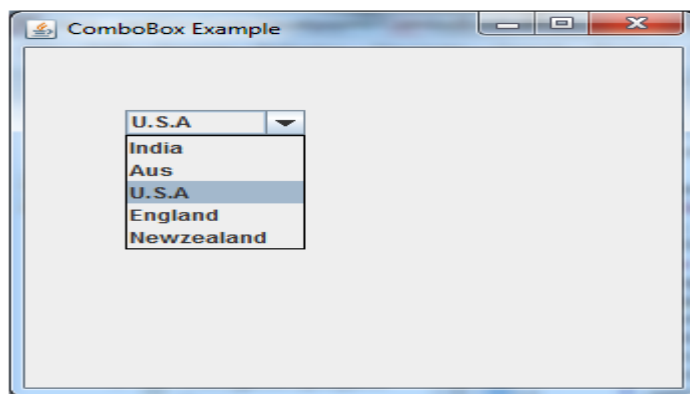 ComboBox Example
U.S.A
India
Aus
U.S.A
England
Newzealand